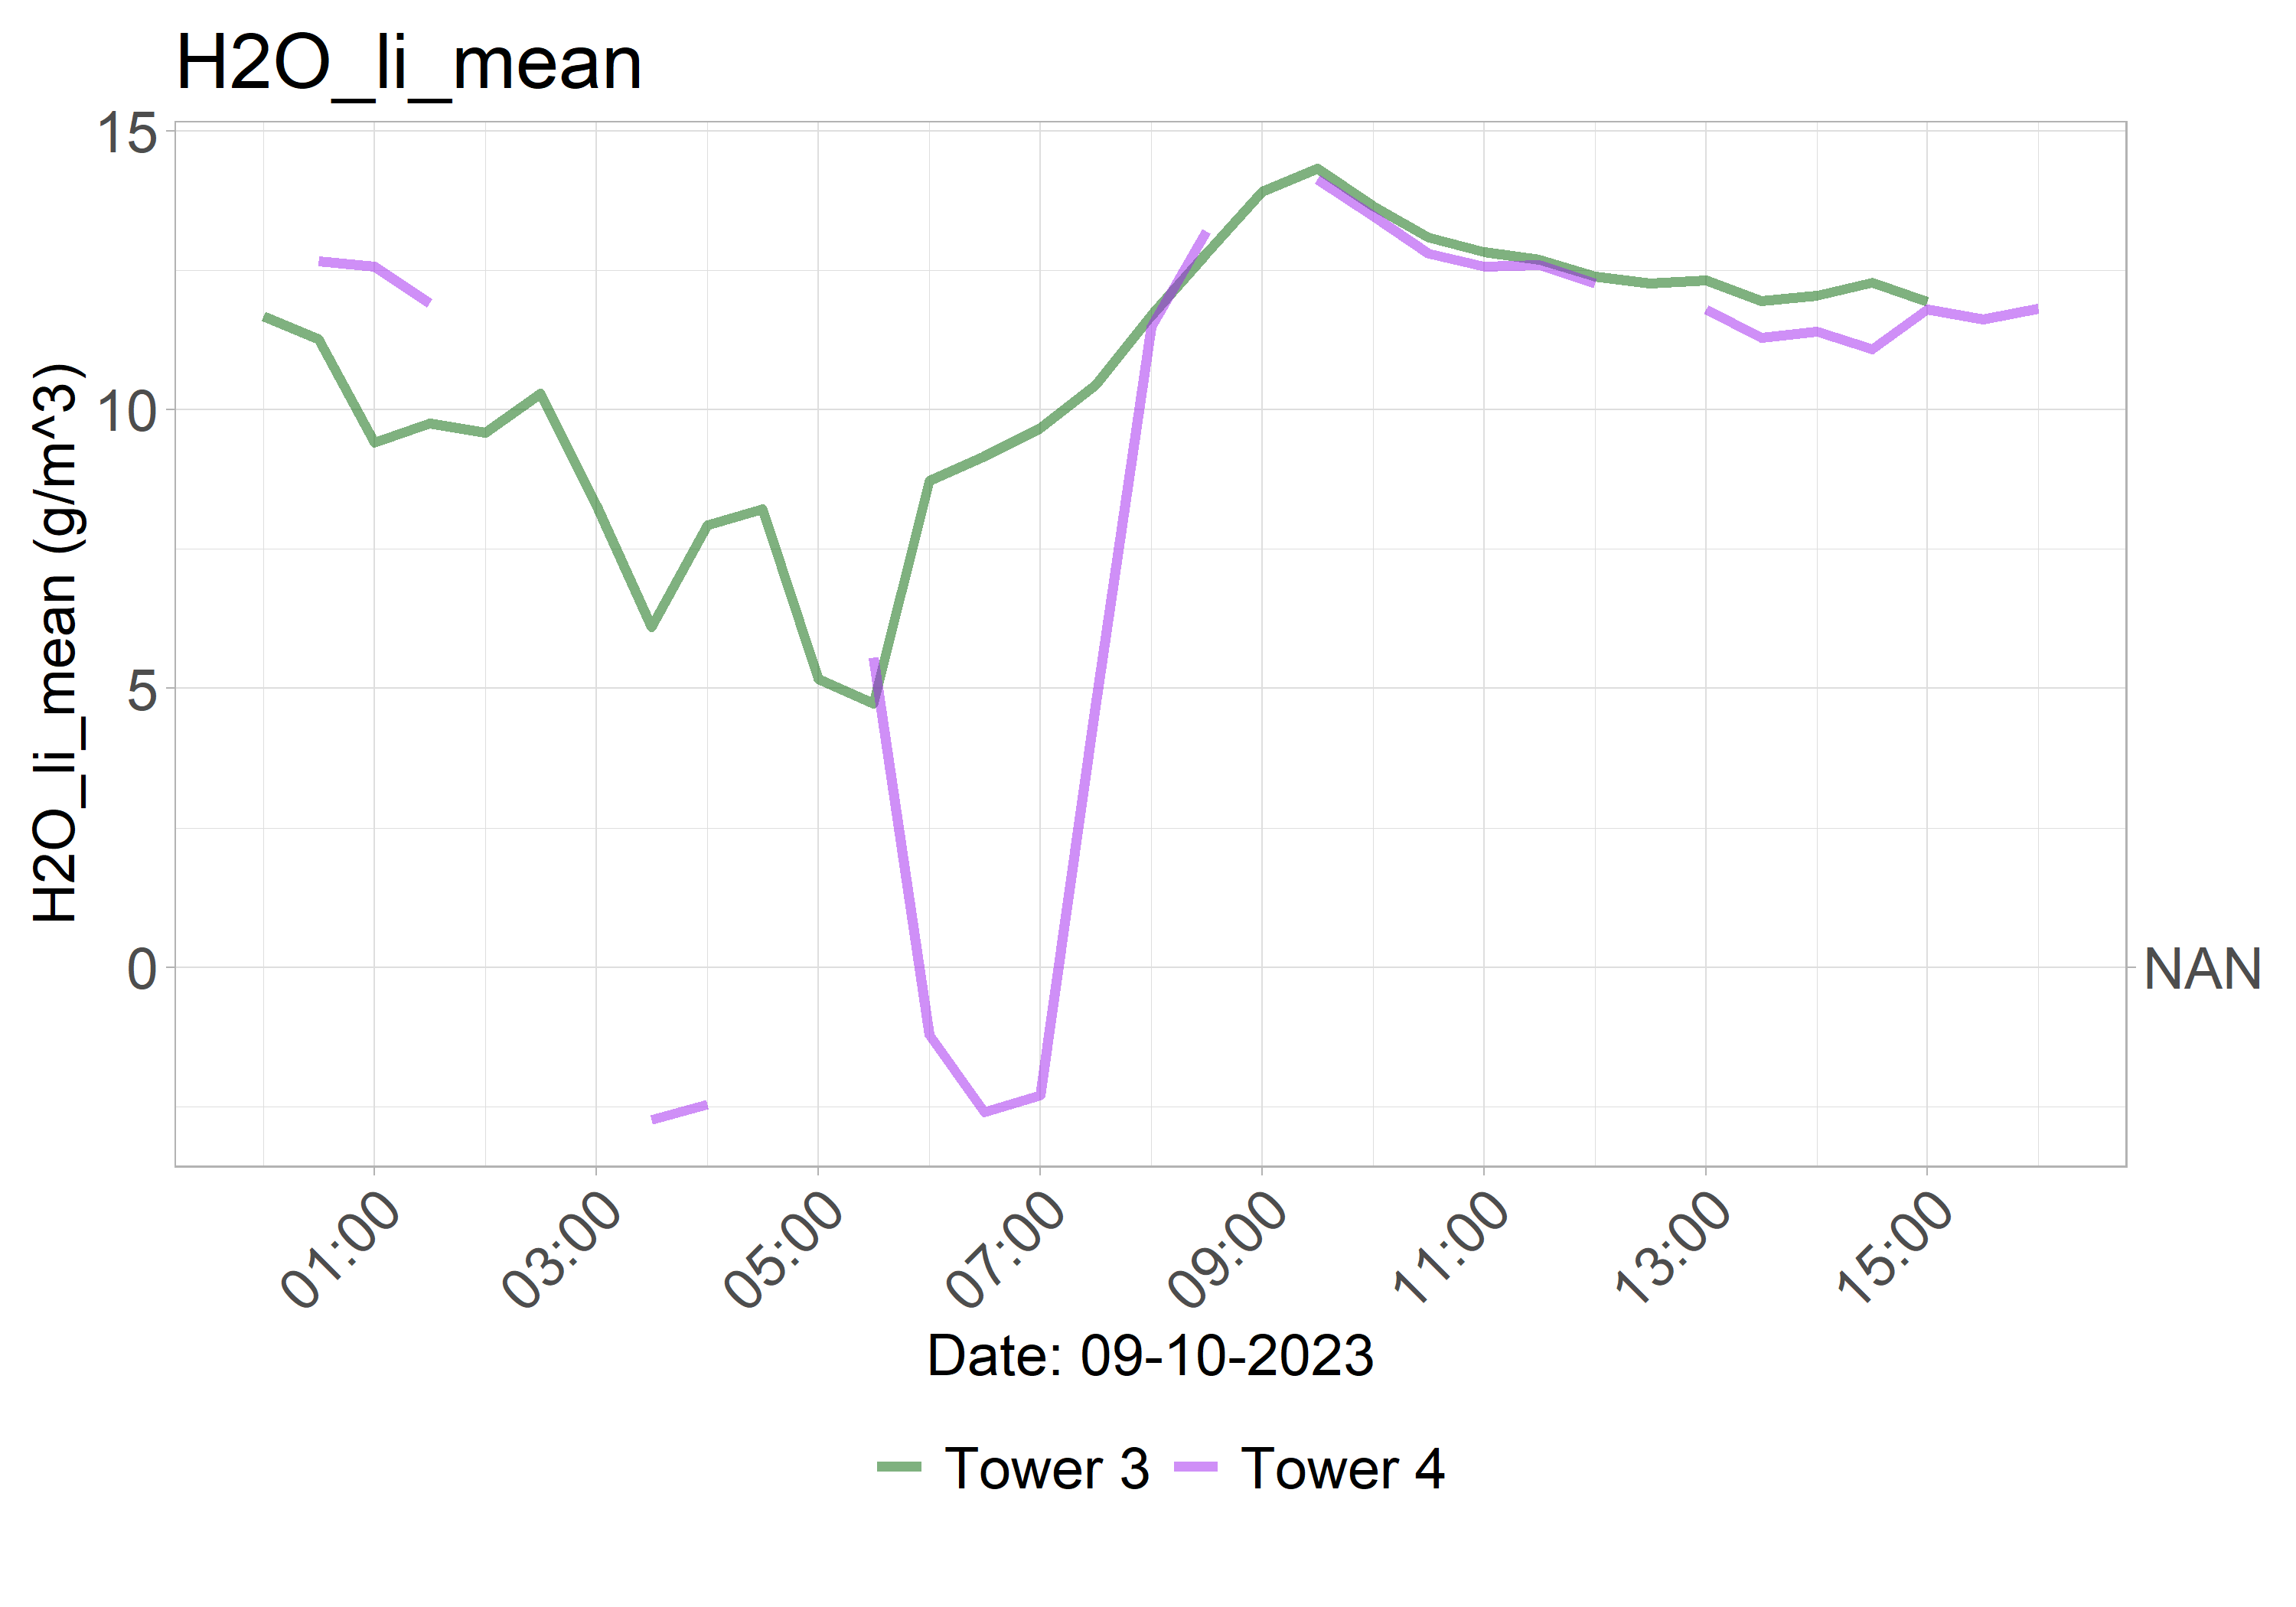 H2O_li_mean
H2O_li_mean (g/m^3)
15
10
5
0
NAN
01:00 03:00 05:00 07:00 09:00 11:00 13:00 15:00
Date: 09-10-2023
Tower 3 Tower 4